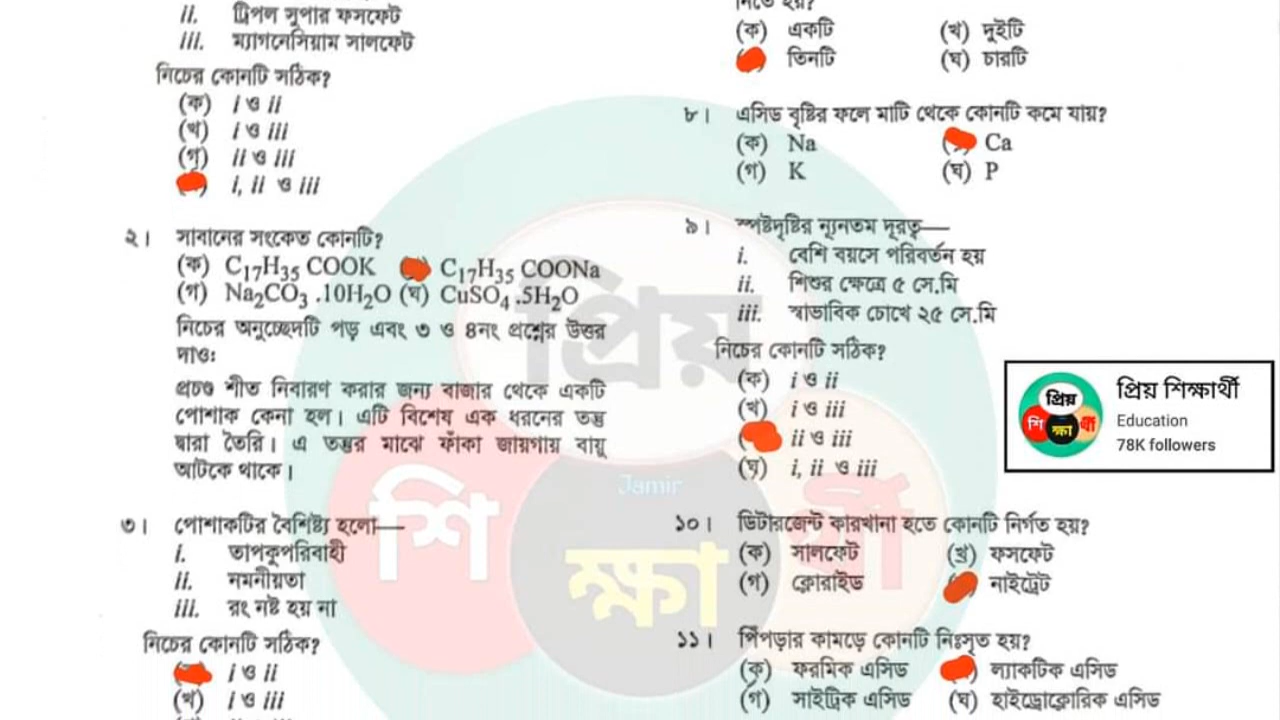 ii. ট্রিপল সুপার ফসফেট
iii. ম্যাগনেসিয়াম সালফেট
নিচের কোনটি সঠিক?
(ক) i ও ii
(খ) i ও iii
(গ) ii ও iii
i, ii ও iii
২। সাবানের সংকেত কোনটি?
(ক) C17H35 COOK C17H35 COONa
(গ) Na2CO3 .10H2O (ঘ) CuSO4 .5H2O
নিচের অনুচ্ছেদটি পড় এবং ৩ ও ৪নং প্রশ্নের উত্তর
দাও:
প্রচণ্ড শীত নিবারণ করার জন্য বাজার থেকে একটি
পোশাক কেনা হল। এটি বিশেষ এক ধরনের তন্তু
দ্বারা তৈরি। এ তন্তুর মাঝে ফাঁকা জায়গায় বায়ু
আটকে থাকে।
৩। পোশাকটির বৈশিষ্ট্য হলো—
i. তাপকুপরিবাহী
ii. নমনীয়তা
iii. রং নষ্ট হয় না
নিচের কোনটি সঠিক?
i ও ii
(খ) i ও iii
(ক) একটি (খ) দুইটি
তিনটি (ঘ) চারটি
৮। এসিড বৃষ্টির ফলে মাটি থেকে কোনটি কমে যায়?
(ক) Na Ca
(গ) K (ঘ) P
৯। স্পষ্টদৃষ্টির ন্যূনতম দূরত্ব—
i. বেশি বয়সে পরিবর্তন হয়
ii. শিশুর ক্ষেত্রে ৫ সে.মি
iii. স্বাভাবিক চোখে ২৫ সে.মি
নিচের কোনটি সঠিক?
(ক) i ও ii
(খ) i ও iii
ii ও iii
(ঘ) i, ii ও iii
১০। ডিটারজেন্ট কারখানা হতে কোনটি নির্গত হয়?
(ক) সালফেট (খ) ফসফেট
(গ) ক্লোরাইড নাইট্রেট
১১। পিঁপড়ার কামড়ে কোনটি নিঃসৃত হয়?
(ক) ফরমিক এসিড ল্যাকটিক এসিড
(গ) সাইট্রিক এসিড (ঘ) হাইড্রোক্লোরিক এসিড
প্রিয়
Jamir
শি ক্ষা র্থী
প্রিয়
শি ক্ষা র্থী
প্রিয় শিক্ষার্থী
Education
78K followers